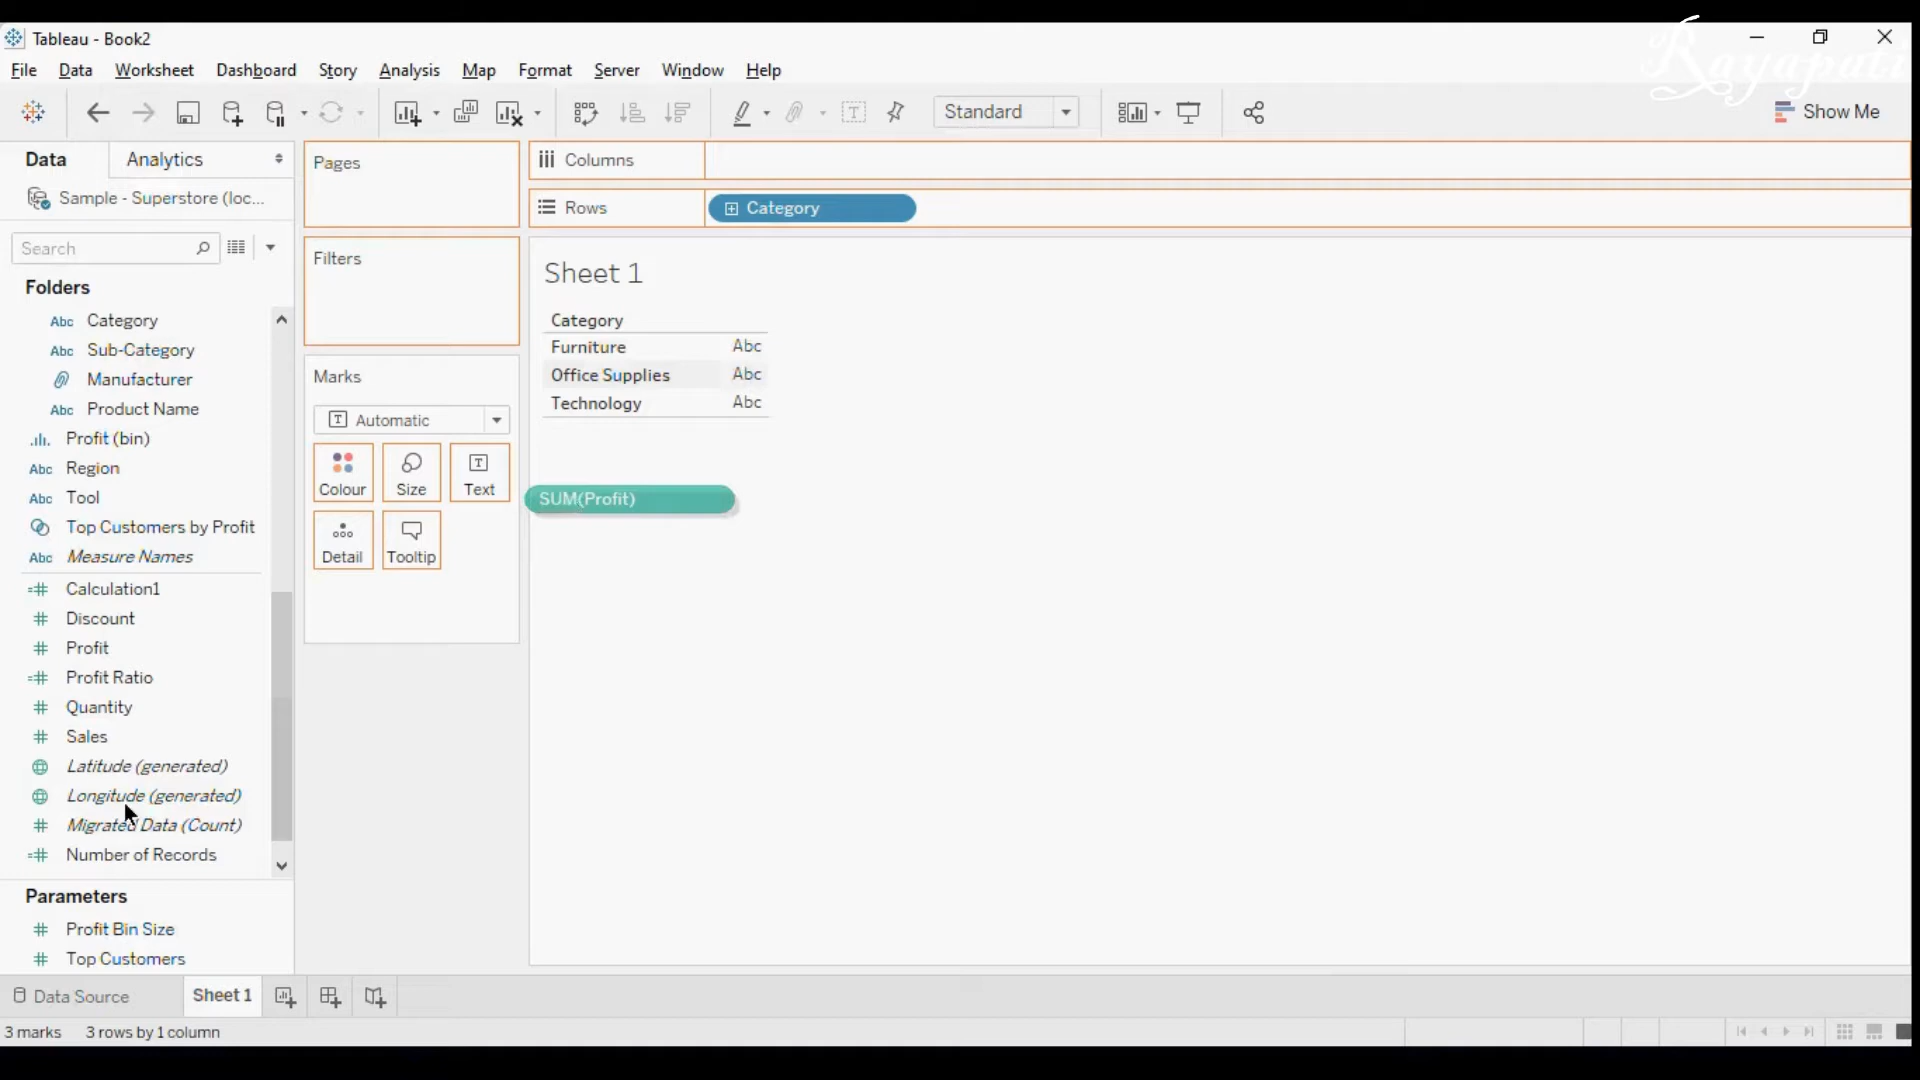 Rayapati
Tableau - Book2
File Data Worksheet Dashboard Story Analysis Map Format Server Window Help
Standard
Show Me
Data Analytics
Sample - Superstore (loc...
Search
Folders
Abc Category
Abc Sub-Category
Manufacturer
Abc Product Name
Profit (bin)
Abc Region
Abc Tool
Top Customers by Profit
Abc Measure Names
=# Calculation1
# Discount
# Profit
=# Profit Ratio
# Quantity
# Sales
Latitude (generated)
Longitude (generated)
# Migrated Data (Count)
=# Number of Records
Parameters
# Profit Bin Size
# Top Customers
Pages
Filters
Marks
T Automatic
Colour Size Text
Detail Tooltip
Columns
Rows Category
Sheet 1
Category
Furniture Abc
Office Supplies Abc
Technology Abc
SUM(Profit)
Data Source Sheet 1
3 marks 3 rows by 1 column